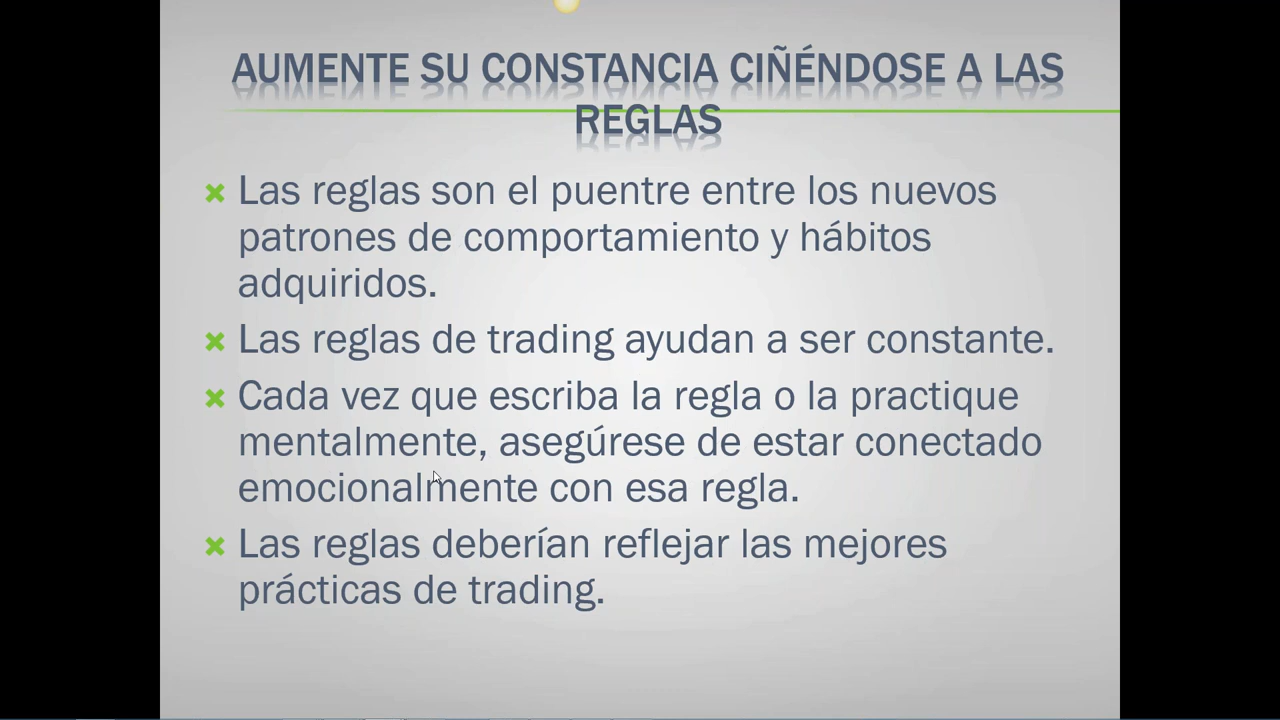 AUMENTE SU CONSTANCIA CIÑÉNDOSE A LAS
REGLAS
Las reglas son el puentre entre los nuevos
patrones de comportamiento y hábitos
adquiridos.
Las reglas de trading ayudan a ser constante.
Cada vez que escriba la regla o la practique
mentalmente, asegúrese de estar conectado
emocionalmente con esa regla.
Las reglas deberían reflejar las mejores
prácticas de trading.